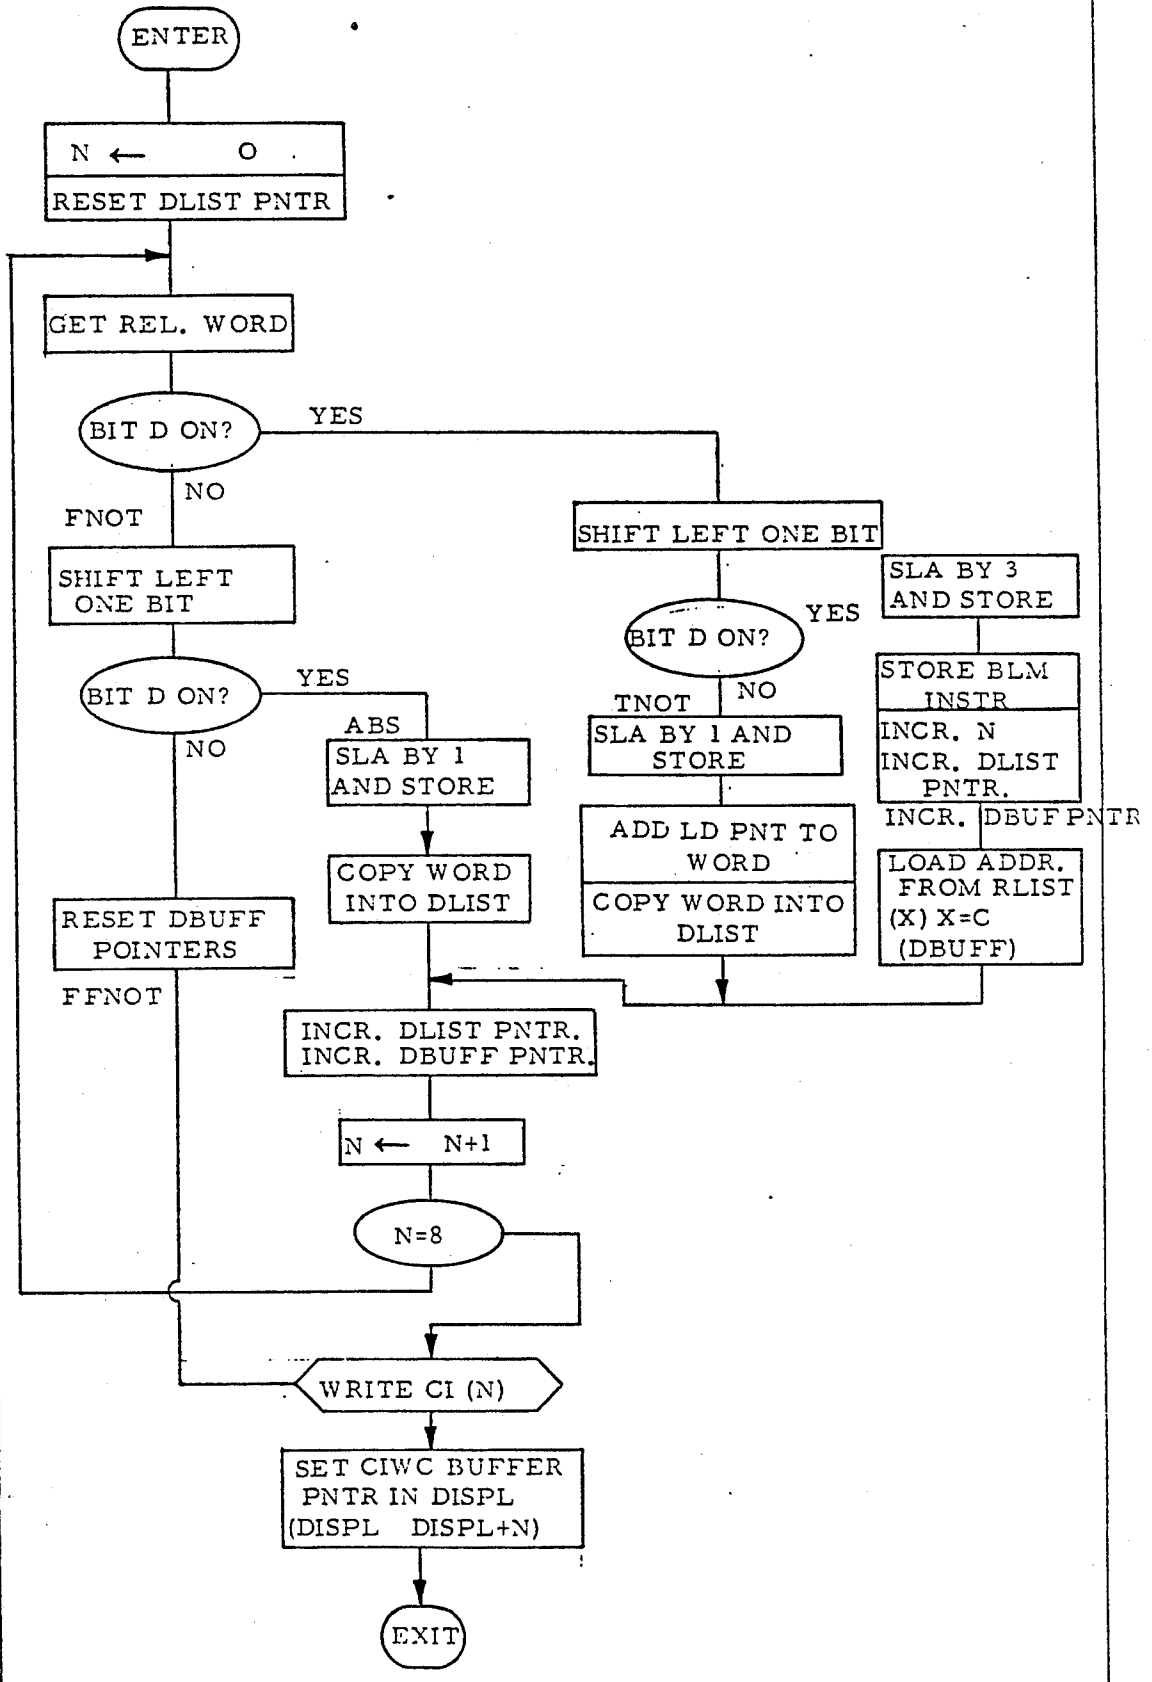 ENTER
N ← O
RESET DLIST PNTR
GET REL. WORD
BIT D ON?
YES
NO
FNOT
SHIFT LEFT
ONE BIT
BIT D ON?
YES
NO
ABS
SLA BY 1
AND STORE
COPY WORD
INTO DLIST
RESET DBUFF
POINTERS
FFNOT
SHIFT LEFT ONE BIT
BIT D ON?
YES
NO
TNOT
SLA BY 1 AND
STORE
ADD LD PNT TO
WORD
COPY WORD INTO
DLIST
SLA BY 3
AND STORE
STORE BLM
INSTR
INCR. N
INCR. DLIST
PNTR.
INCR. DBUF PNTR
LOAD ADDR.
FROM RLIST
(X) X=C
(DBUFF)
INCR. DLIST PNTR.
INCR. DBUFF PNTR.
N ← N+1
N=8
WRITE CI (N)
SET CIWC BUFFER
PNTR IN DISPL
(DISPL DISPL+N)
EXIT